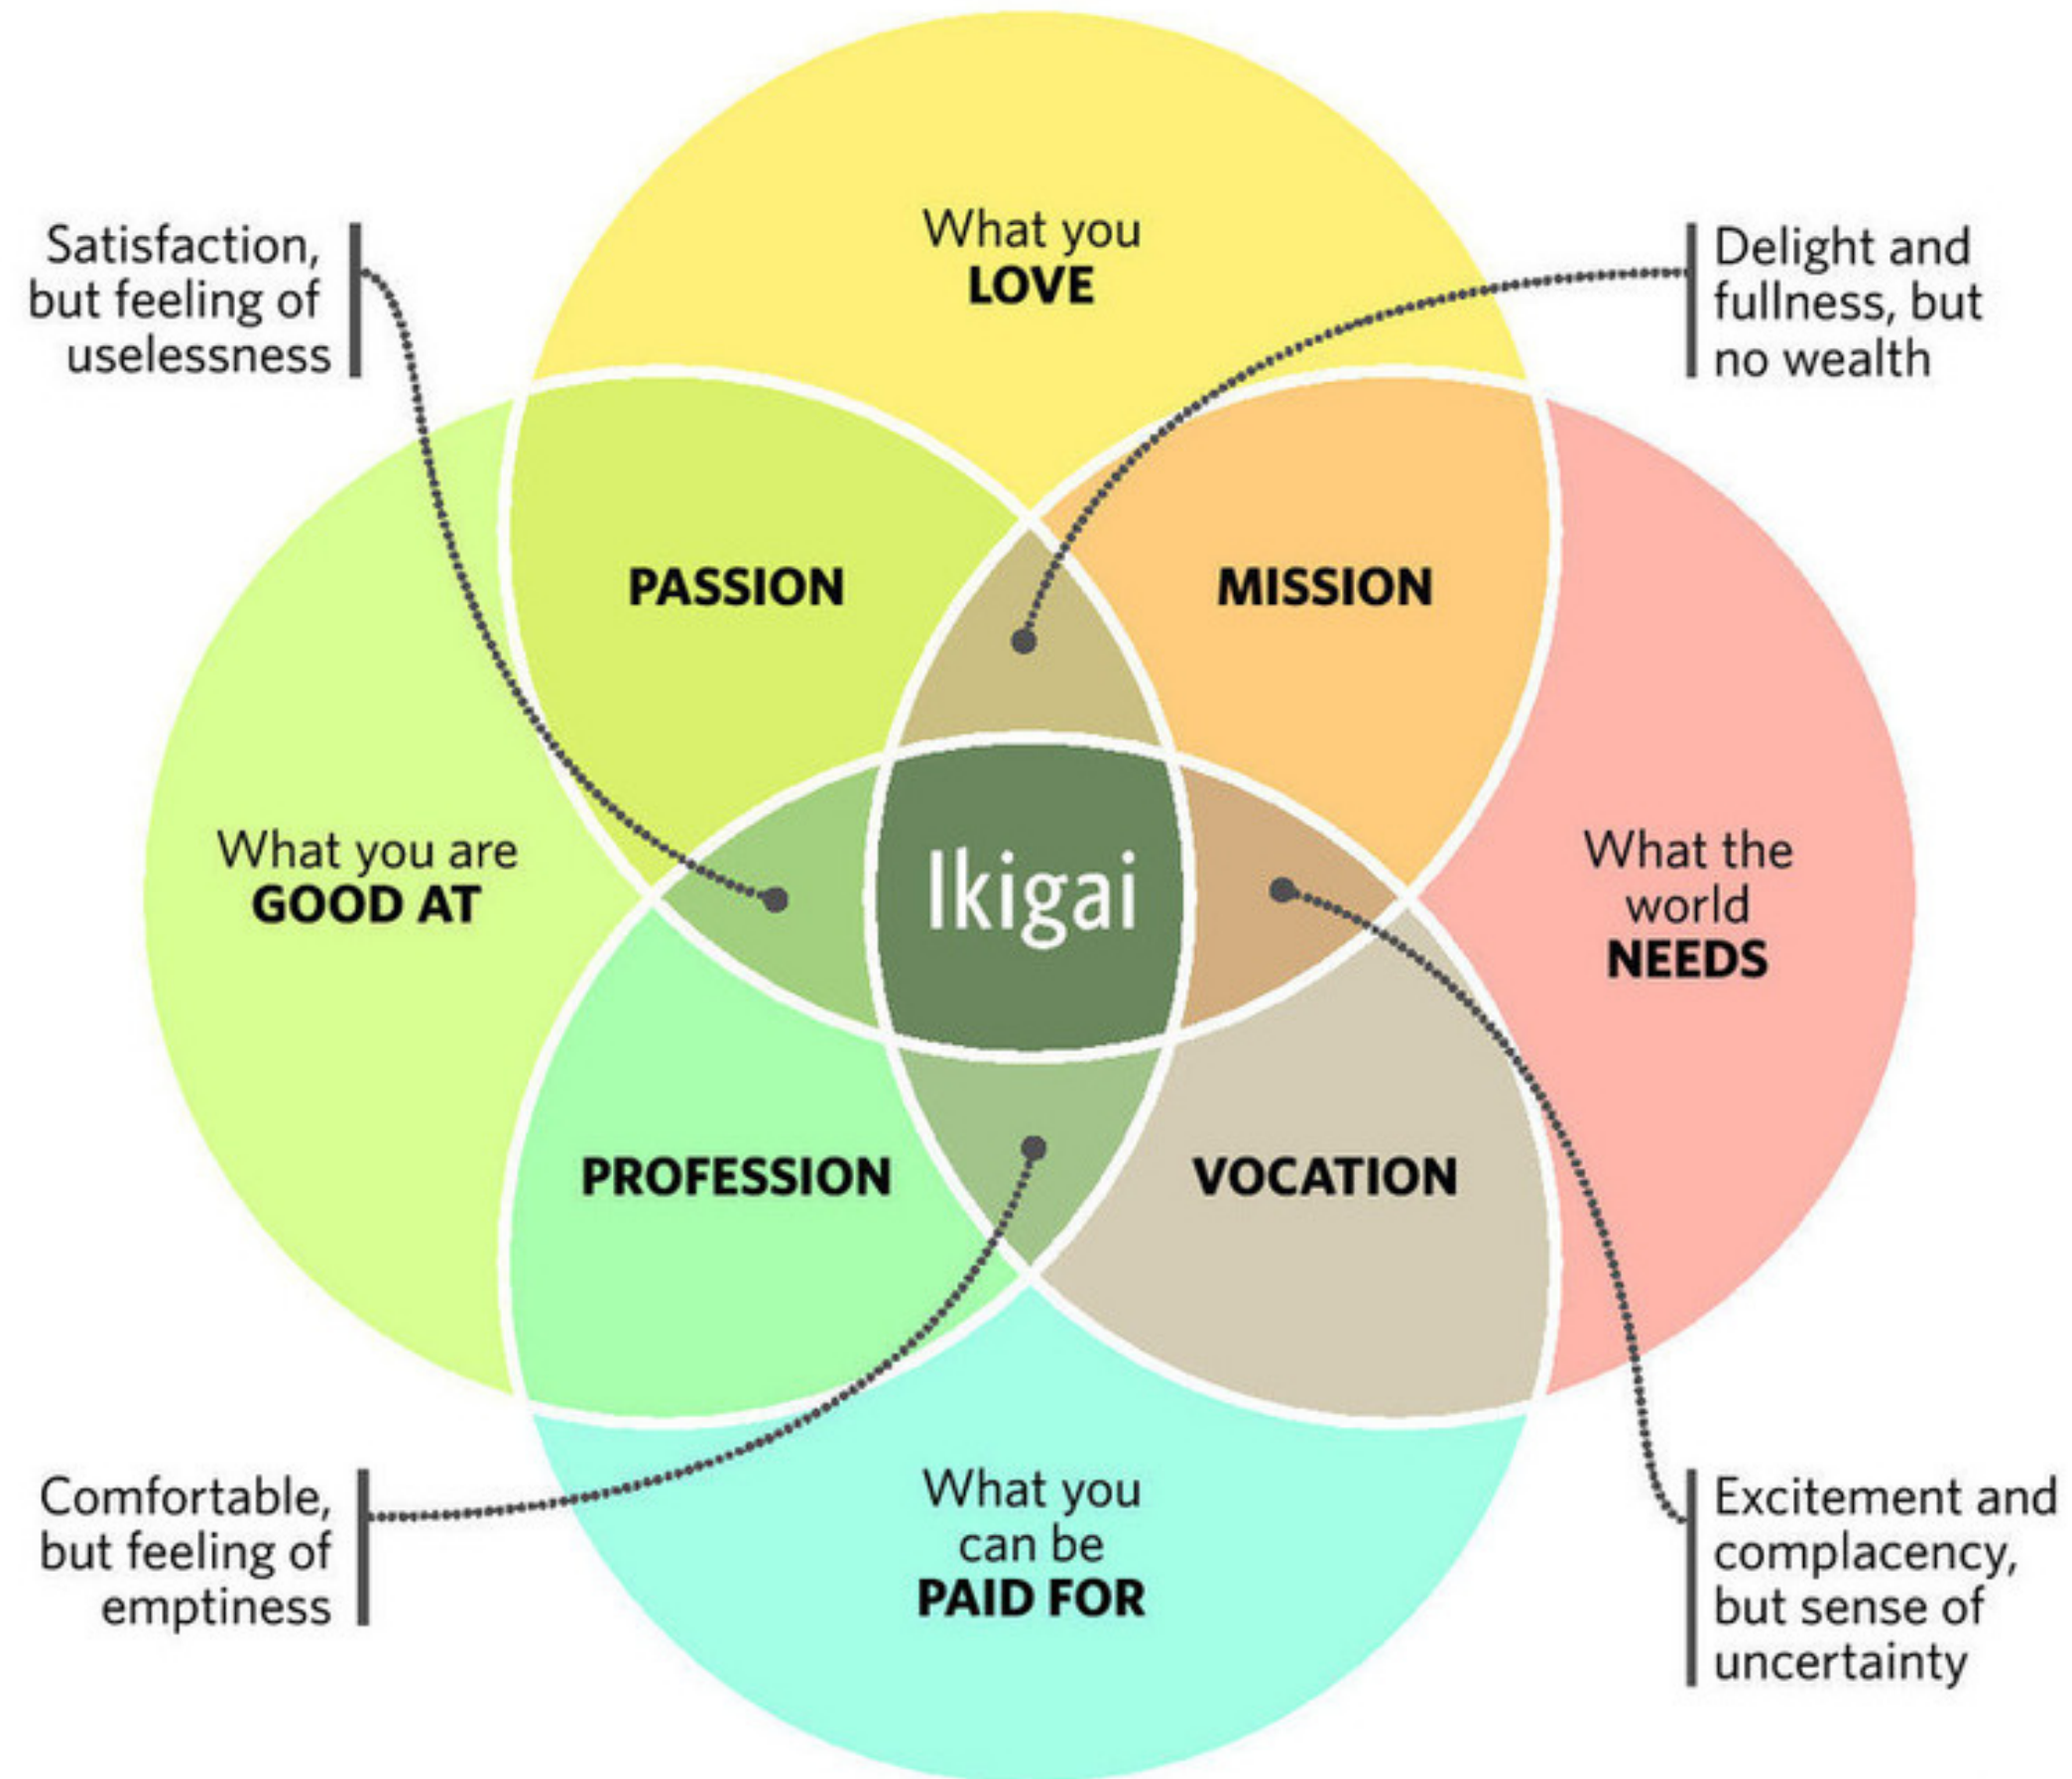 What you
LOVE
Satisfaction,
but feeling of
uselessness
Delight and
fullness, but
no wealth
PASSION
MISSION
What you are
GOOD AT
Ikigai
What the
world
NEEDS
PROFESSION
VOCATION
Comfortable,
but feeling of
emptiness
What you
can be
PAID FOR
Excitement and
complacency,
but sense of
uncertainty